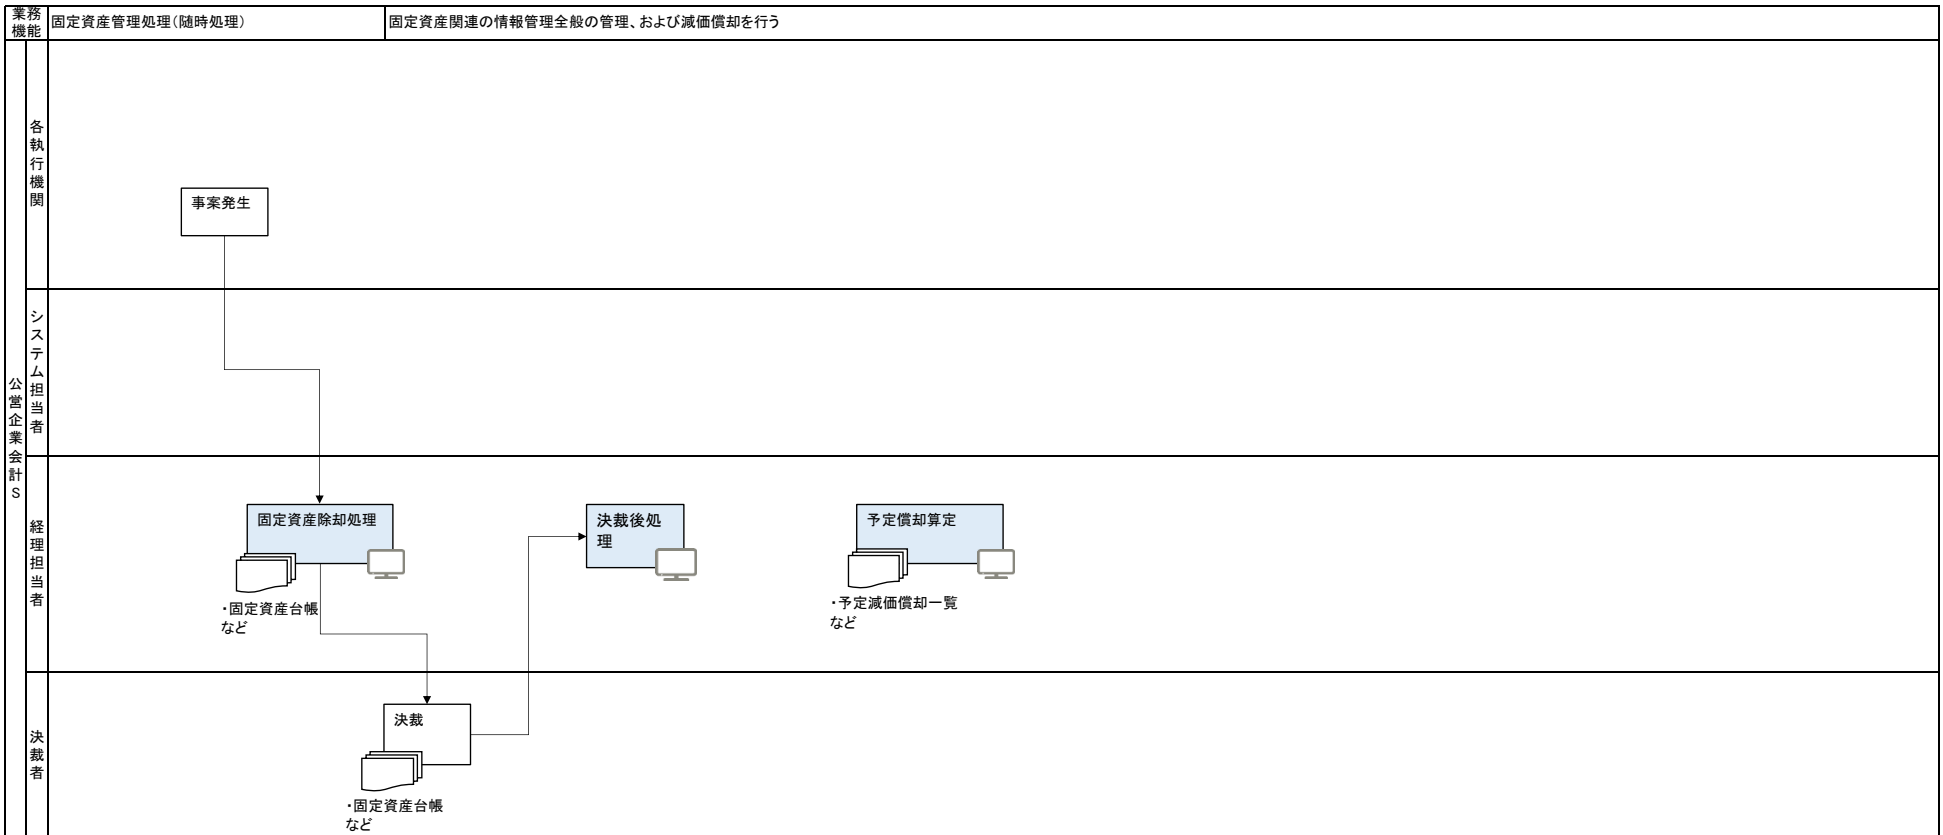 業務
機能
固定資産管理処理（随時処理）
固定資産関連の情報管理全般の管理、および減価償却を行う
公営企業会計S
各執行機関
事案発生
システム担当者
経理担当者
固定資産除却処理
・固定資産台帳
など
決裁後処
理
予定償却算定
・予定減価償却一覧
など
決裁者
決裁
・固定資産台帳
など